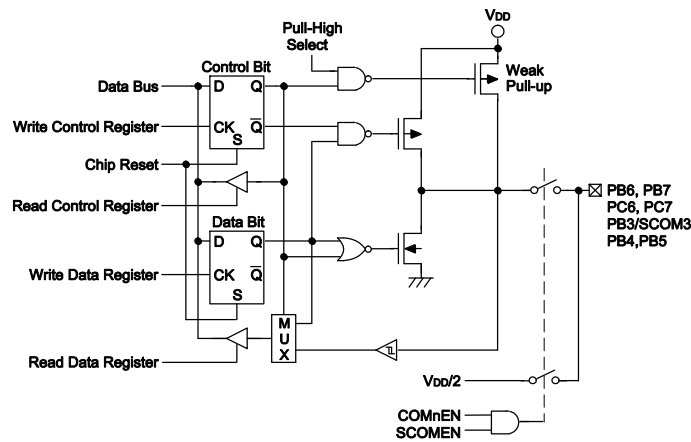 VDD
Pull-High
Select
Control Bit
Weak
Pull-up
Data Bus
D Q
Write Control Register
CK Q
S
Chip Reset
Read Control Register
PB6, PB7
PC6, PC7
PB3/SCOM3
PB4,PB5
Data Bit
D Q
Write Data Register
CK Q
S
M
U
X
Read Data Register
VDD/2
COMnEN
SCOMEN